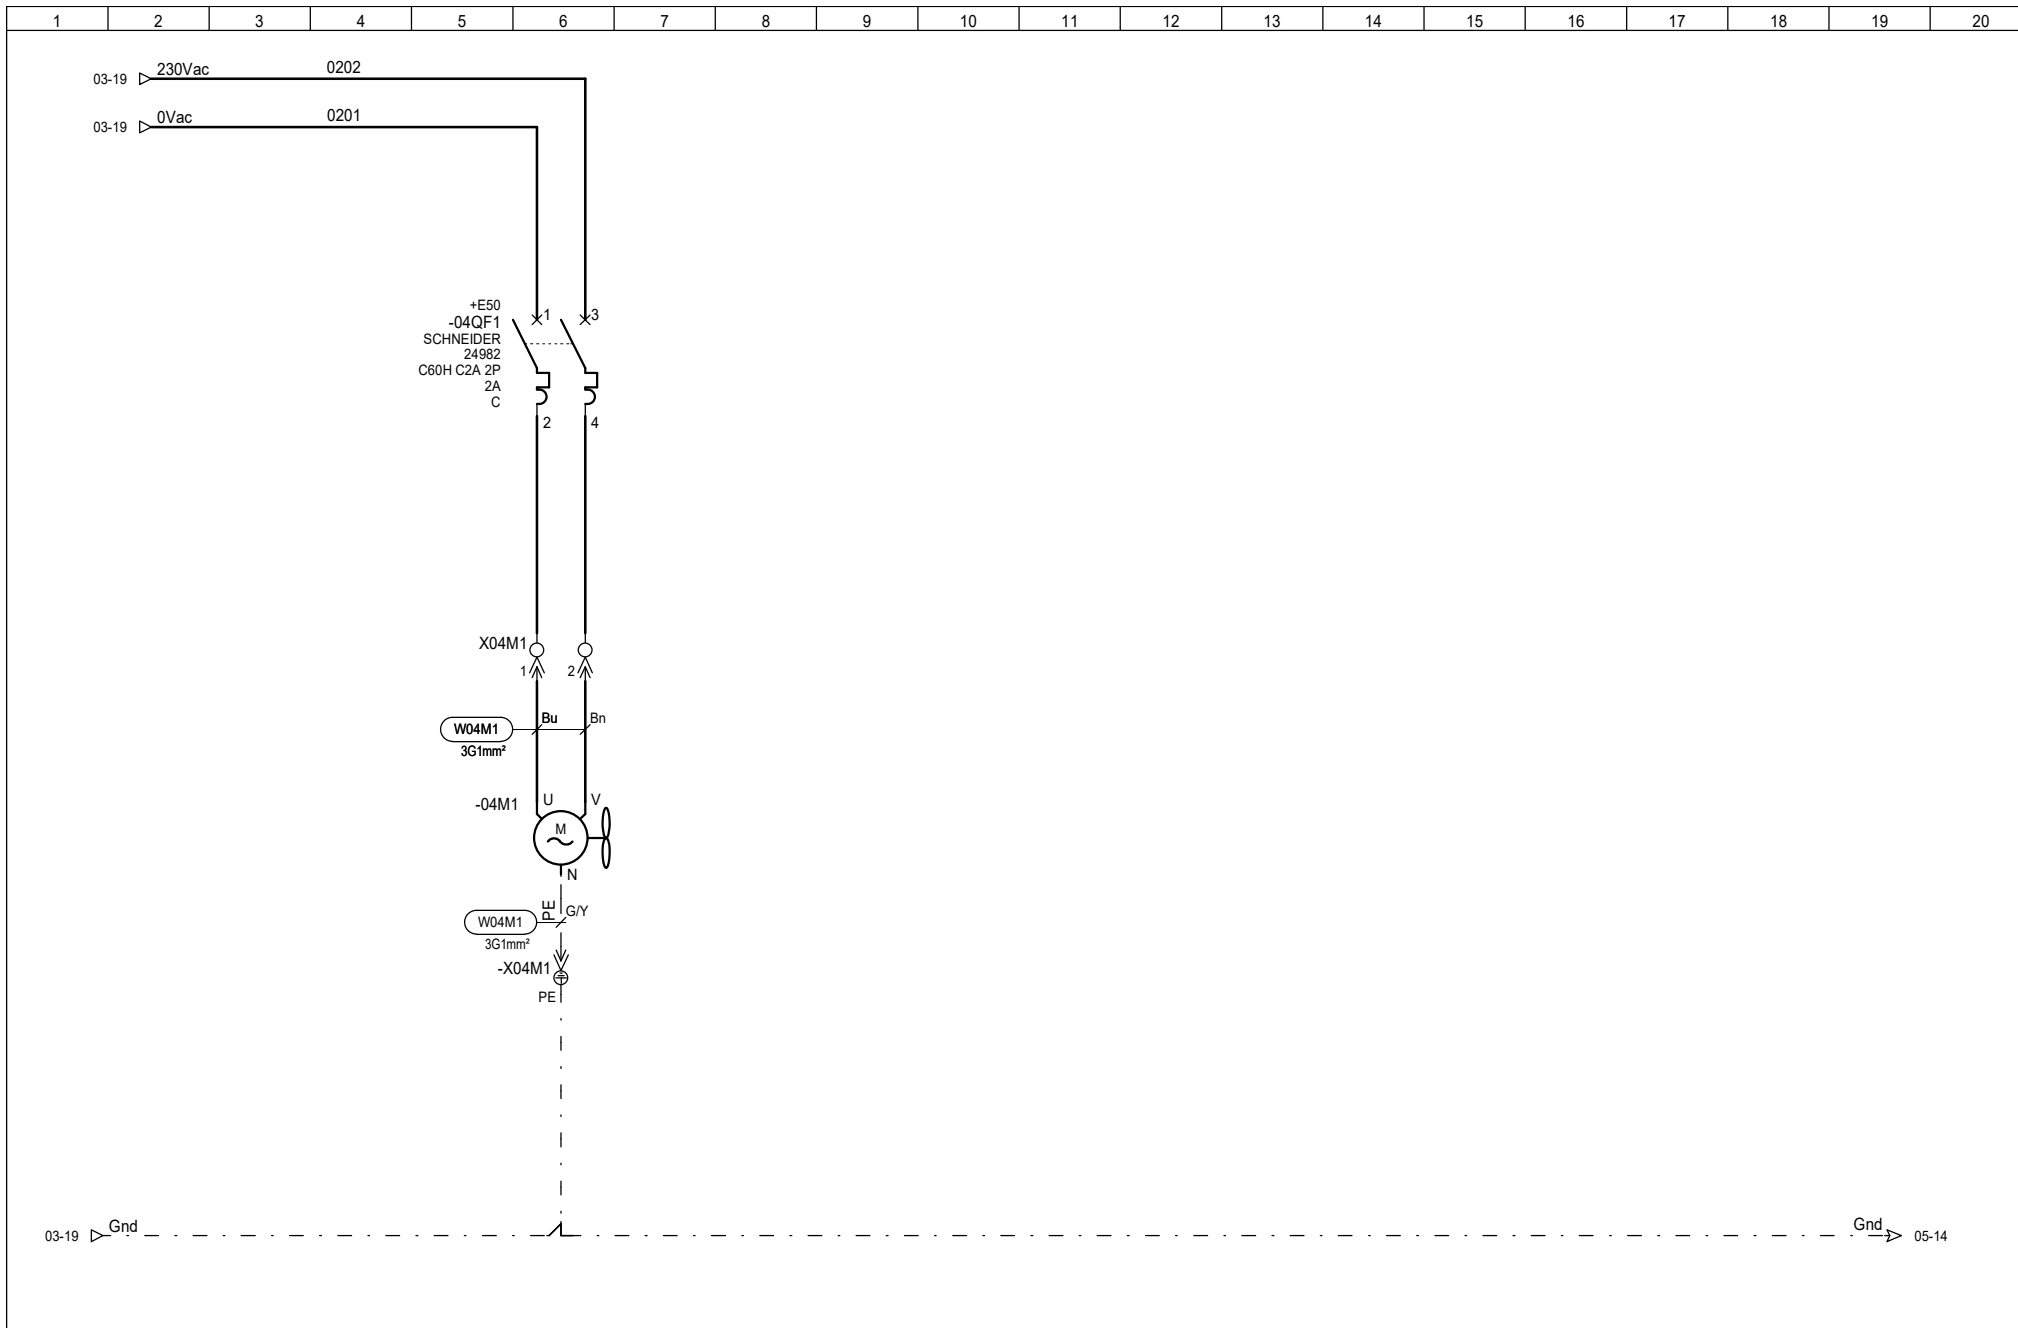 1 2 3 4 5 6 7 8 9 10 11 12 13 14 15 16 17 18 19 20
03-19 230Vac 0202
03-19 0Vac 0201
+E50
-04QF1
SCHNEIDER
24982
C60H C2A 2P
2A
C
1 3
2 4
X04M1
1 2
W04M1 Bu Bn
3G1mm²
-04M1 U V
M
N
W04M1 PE G/Y
3G1mm²
-X04M1
PE
03-19 Gnd Gnd 05-14